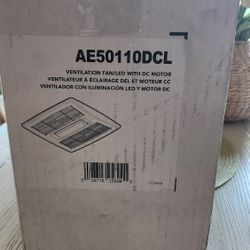 AE50110DCL
VENTILATION FAN/LED WITH DC MOTOR
VENTILATEUR À ÉCLAIRAGE DEL ET MOTEUR CC
VENTILADOR CON ILUMINACIÓN LED Y MOTOR DC